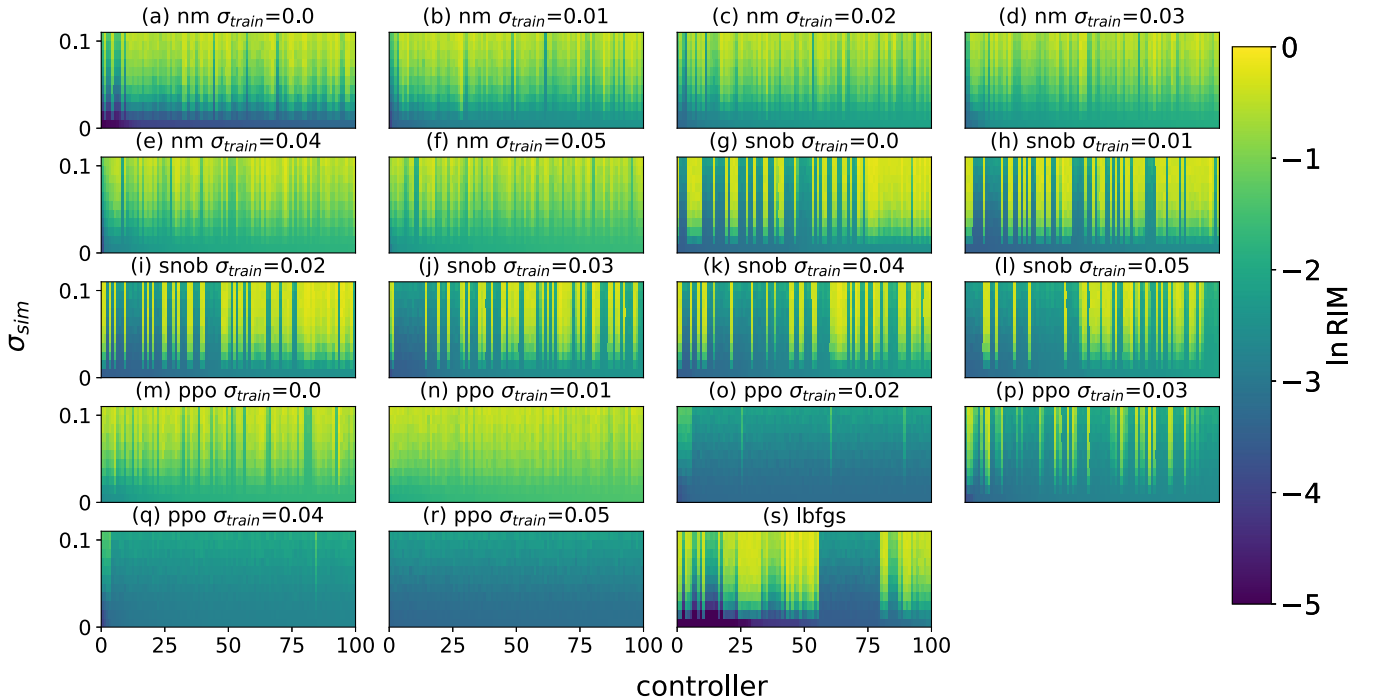 (a) nm σtrain=0.0
(b) nm σtrain=0.01
(c) nm σtrain=0.02
(d) nm σtrain=0.03
0.1
0
(e) nm σtrain=0.04
(f) nm σtrain=0.05
(g) snob σtrain=0.0
(h) snob σtrain=0.01
0.1
0
(i) snob σtrain=0.02
(j) snob σtrain=0.03
(k) snob σtrain=0.04
(l) snob σtrain=0.05
0.1
0
(m) ppo σtrain=0.0
(n) ppo σtrain=0.01
(o) ppo σtrain=0.02
(p) ppo σtrain=0.03
0.1
0
(q) ppo σtrain=0.04
(r) ppo σtrain=0.05
(s) lbfgs
0.1
0
0 25 50 75 100
0 25 50 75 100
0 25 50 75 100
controller
σsim
0
−1
−2
−3
−4
−5
ln RIM